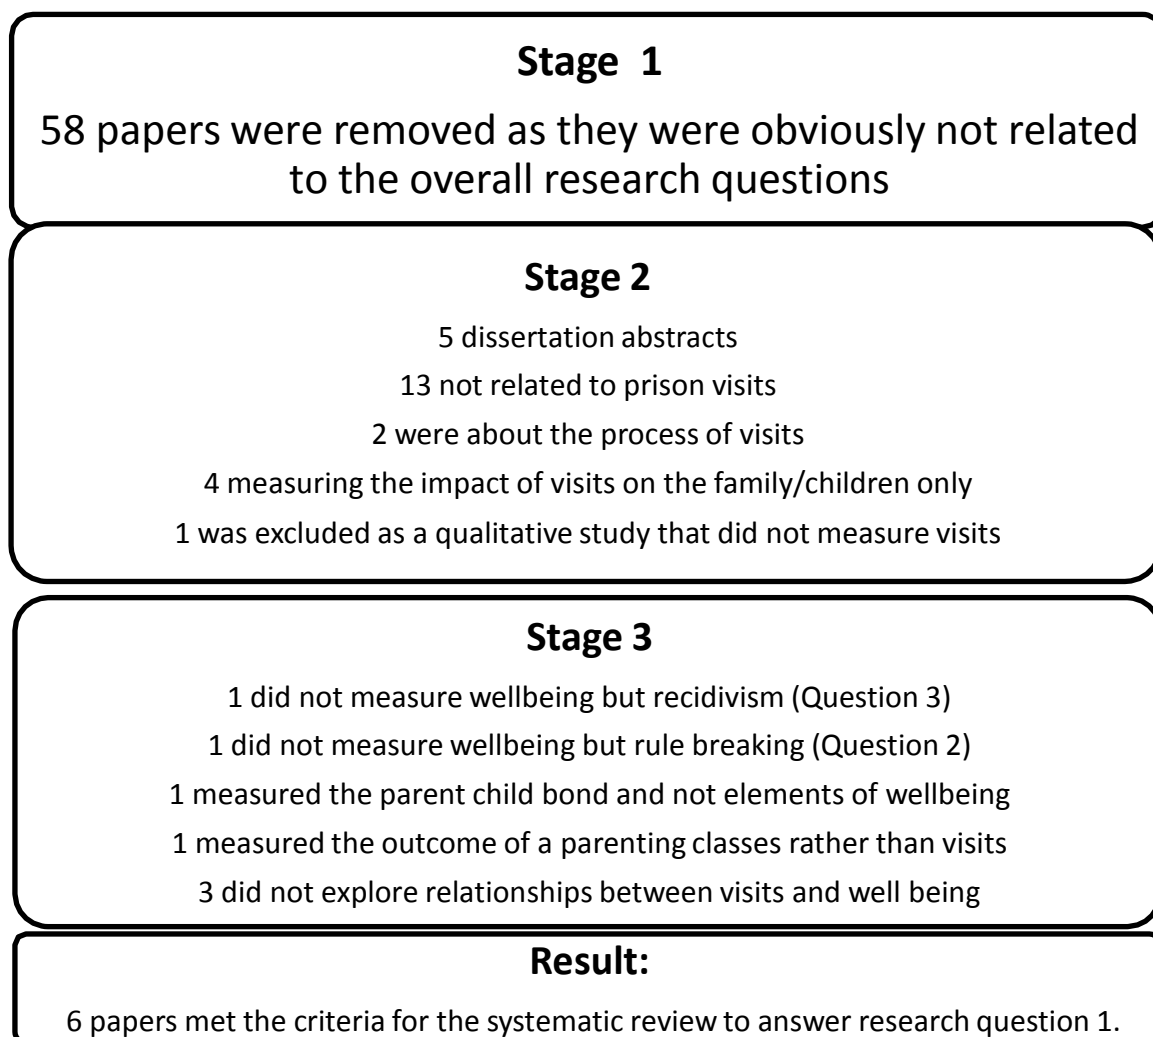 Stage 1
58 papers were removed as they were obviously not related
to the overall research questions
Stage 2
5 dissertation abstracts
13 not related to prison visits
2 were about the process of visits
4 measuring the impact of visits on the family/children only
1 was excluded as a qualitative study that did not measure visits
Stage 3
1 did not measure wellbeing but recidivism (Question 3)
1 did not measure wellbeing but rule breaking (Question 2)
1 measured the parent child bond and not elements of wellbeing
1 measured the outcome of a parenting classes rather than visits
3 did not explore relationships between visits and well being
Result:
6 papers met the criteria for the systematic review to answer research question 1.